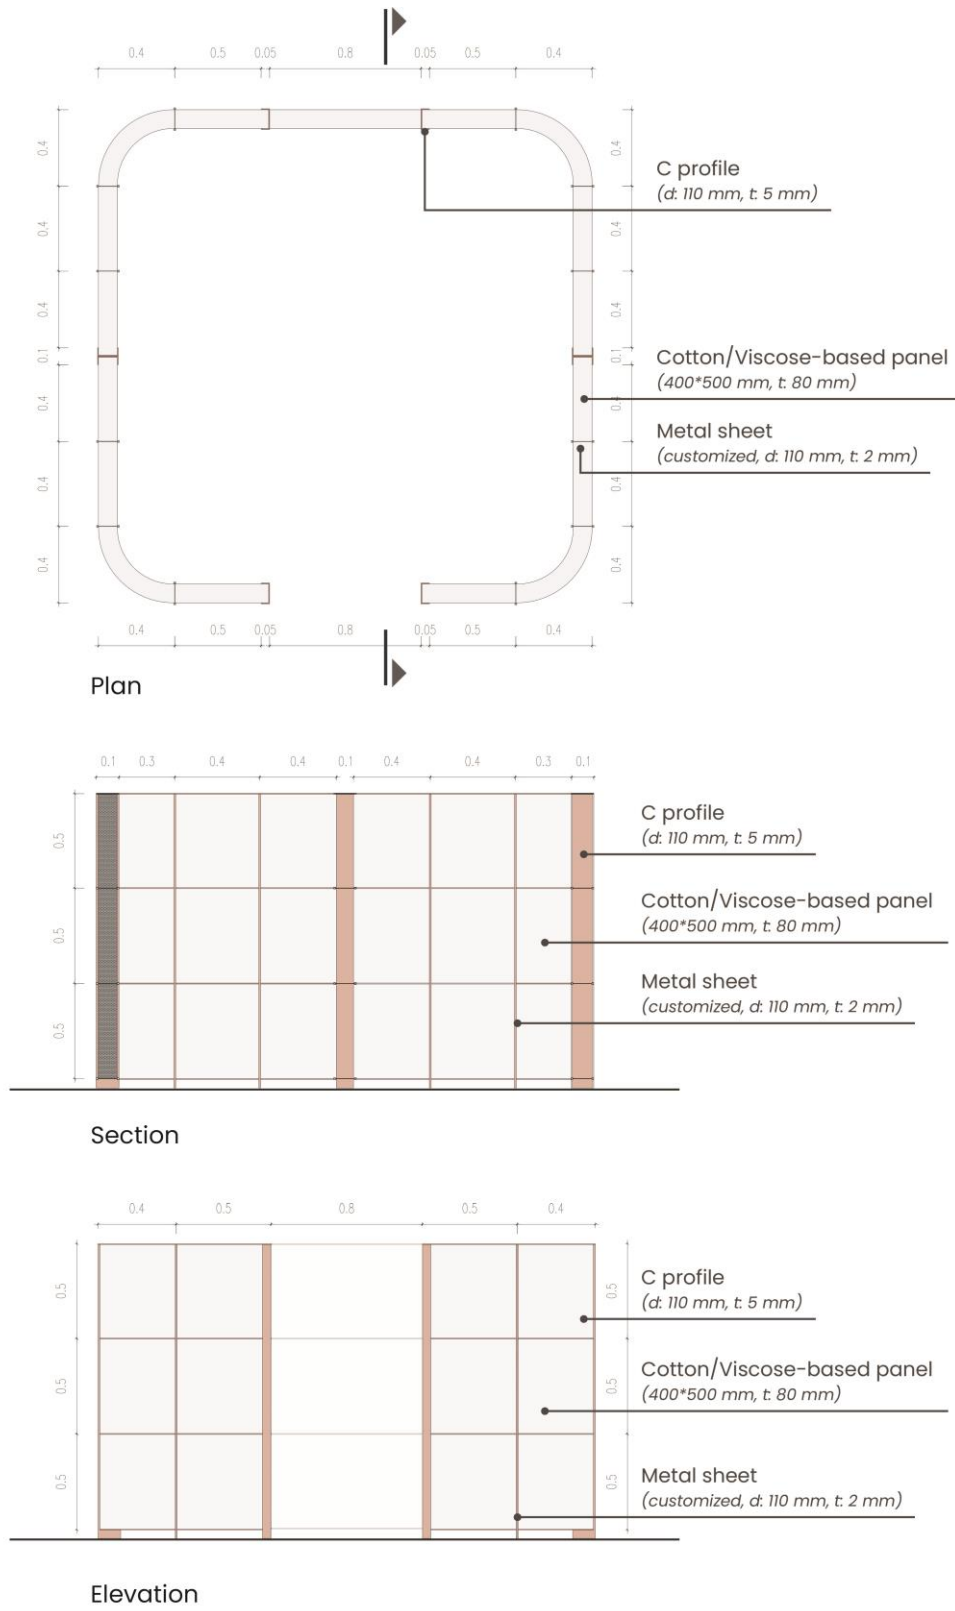 0.4 0.5 0.05 0.8 0.05 0.5 0.4
0.4 0.4
C profile
(d: 110 mm, t: 5 mm)
0.4 0.4
0.4 0.4
0.1 0.1
Cotton/Viscose-based panel
(400*500 mm, t: 80 mm)
0.4 0.4
Metal sheet
(customized, d: 110 mm, t: 2 mm)
0.4 0.4
0.4 0.4
0.4 0.5 0.05 0.8 0.05 0.5 0.4
Plan
0.1 0.3 0.4 0.4 0.1 0.4 0.4 0.3 0.1
C profile
(d: 110 mm, t: 5 mm)
0.5
Cotton/Viscose-based panel
(400*500 mm, t: 80 mm)
0.5
Metal sheet
(customized, d: 110 mm, t: 2 mm)
0.5
Section
0.4 0.5 0.8 0.5 0.4
C profile
(d: 110 mm, t: 5 mm)
0.5 0.5
Cotton/Viscose-based panel
(400*500 mm, t: 80 mm)
0.5 0.5
Metal sheet
(customized, d: 110 mm, t: 2 mm)
0.5 0.5
Elevation